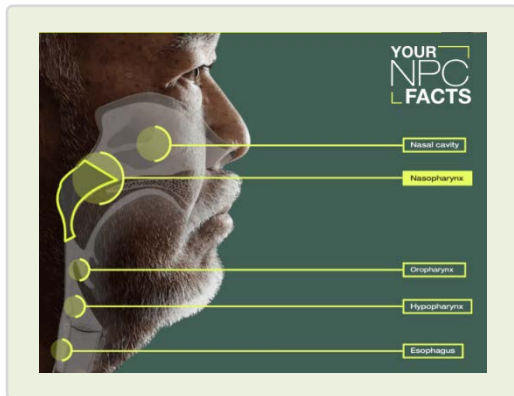 YOUR
NPC
FACTS
Nasal cavity
Nasopharynx
Oropharynx
Hypopharynx
Esophagus